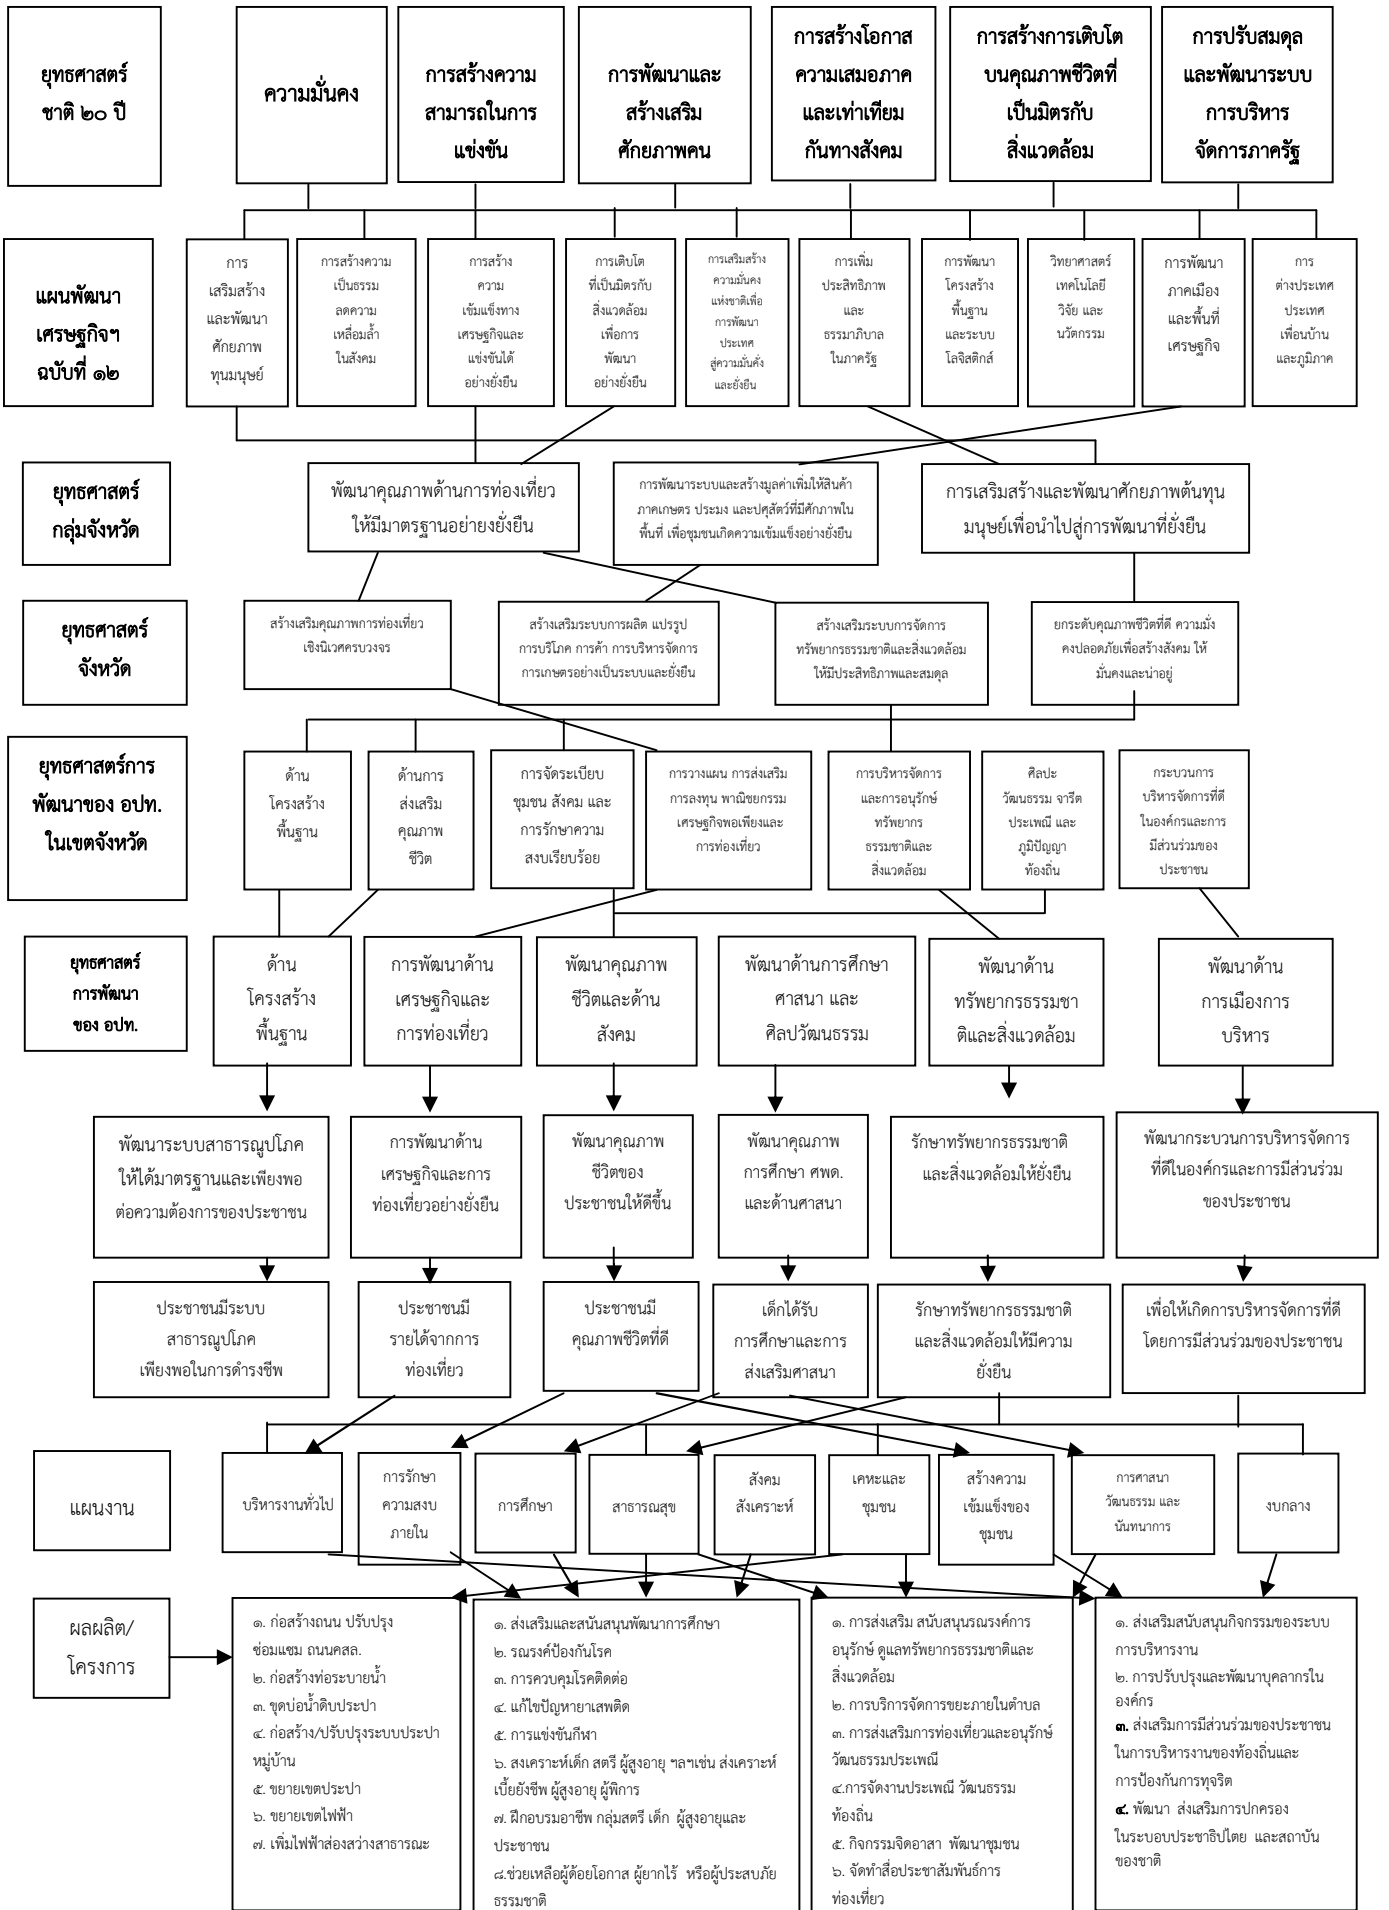 ยุทธศาสตร์
ชาติ ๒๐ ปี
ความมั่นคง
การสร้างความ
สามารถในการ
แข่งขัน
การพัฒนาและ
สร้างเสริม
ศักยภาพคน
การสร้างโอกาส
ความเสมอภาค
และเท่าเทียม
กันทางสังคม
การสร้างการเติบโต
บนคุณภาพชีวิตที่
เป็นมิตรกับ
สิ่งแวดล้อม
การปรับสมดุล
และพัฒนาระบบ
การบริหาร
จัดการภาครัฐ
แผนพัฒนา
เศรษฐกิจฯ
ฉบับที่ ๑๒
การ
เสริมสร้าง
และพัฒนา
ศักยภาพ
ทุนมนุษย์
การสร้างความ
เป็นธรรม
ลดความ
เหลื่อมล้ำ
ในสังคม
การสร้าง
ความ
เข้มแข็งทาง
เศรษฐกิจและ
แข่งขันได้
อย่างยั่งยืน
การเติบโต
ที่เป็นมิตรกับ
สิ่งแวดล้อม
เพื่อการ
พัฒนา
อย่างยั่งยืน
การเสริมสร้าง
ความมั่นคง
แห่งชาติเพื่อ
การพัฒนา
ประเทศ
สู่ความมั่นคั่ง
และยั่งยืน
การเพิ่ม
ประสิทธิภาพ
และ
ธรรมาภิบาล
ในภาครัฐ
การพัฒนา
โครงสร้าง
พื้นฐาน
และระบบ
โลจิสติกส์
วิทยาศาสตร์
เทคโนโลยี
วิจัย และ
นวัตกรรม
การพัฒนา
ภาคเมือง
และพื้นที่
เศรษฐกิจ
การ
ต่างประเทศ
ประเทศ
เพื่อนบ้าน
และภูมิภาค
ยุทธศาสตร์
กลุ่มจังหวัด
พัฒนาคุณภาพด้านการท่องเที่ยว
ให้มีมาตรฐานอย่ายงยั่งยืน
การพัฒนาระบบและสร้างมูลค่าเพิ่มให้สินค้า
ภาคเกษตร ประมง และปศุสัตว์ที่มีศักภาพใน
พื้นที่ เพื่อชุมชนเกิดความเข้มแข็งอย่างยั่งยืน
การเสริมสร้างและพัฒนาศักยภาพต้นทุน
มนุษย์เพื่อนำไปสู่การพัฒนาที่ยั่งยืน
ยุทธศาสตร์
จังหวัด
สร้างเสริมคุณภาพการท่องเที่ยว
เชิงนิเวศครบวงจร
สร้างเสริมระบบการผลิต แปรรูป
การบริโภค การค้า การบริหารจัดการ
การเกษตรอย่างเป็นระบบและยั่งยืน
สร้างเสริมระบบการจัดการ
ทรัพยากรธรรมชาติและสิ่งแวดล้อม
ให้มีประสิทธิภาพและสมดุล
ยกระดับคุณภาพชีวิตที่ดี ความมั่ง
คงปลอดภัยเพื่อสร้างสังคม ให้
มั่นคงและน่าอยู่
ยุทธศาสตร์การ
พัฒนาของ อปท.
ในเขตจังหวัด
ด้าน
โครงสร้าง
พื้นฐาน
ด้านการ
ส่งเสริม
คุณภาพ
ชีวิต
การจัดระเบียบ
ชุมชน สังคม และ
การรักษาความ
สงบเรียบร้อย
การวางแผน การส่งเสริม
การลงทุน พาณิชยกรรม
เศรษฐกิจพอเพียงและ
การท่องเที่ยว
การบริหารจัดการ
และการอนุรักษ์
ทรัพยากร
ธรรมชาติและ
สิ่งแวดล้อม
ศิลปะ
วัฒนธรรม จารีต
ประเพณี และ
ภูมิปัญญา
ท้องถิ่น
กระบวนการ
บริหารจัดการที่ดี
ในองค์กรและการ
มีส่วนร่วมของ
ประชาชน
ยุทธศาสตร์
การพัฒนา
ของ อปท.
ด้าน
โครงสร้าง
พื้นฐาน
การพัฒนาด้าน
เศรษฐกิจและ
การท่องเที่ยว
พัฒนาคุณภาพ
ชีวิตและด้าน
สังคม
พัฒนาด้านการศึกษา
ศาสนา และ
ศิลปวัฒนธรรม
พัฒนาด้าน
ทรัพยากรธรรมชา
ติและสิ่งแวดล้อม
พัฒนาด้าน
การเมืองการ
บริหาร
พัฒนาระบบสาธารณูปโภค
ให้ได้มาตรฐานและเพียงพอ
ต่อความต้องการของประชาชน
การพัฒนาด้าน
เศรษฐกิจและการ
ท่องเที่ยวอย่างยั่งยืน
พัฒนาคุณภาพ
ชีวิตของ
ประชาชนให้ดีขึ้น
พัฒนาคุณภาพ
การศึกษา ศพด.
และด้านศาสนา
รักษาทรัพยากรธรรมชาติ
และสิ่งแวดล้อมให้ยั่งยืน
พัฒนากระบวนการบริหารจัดการ
ที่ดีในองค์กรและการมีส่วนร่วม
ของประชาชน
ประชาชนมีระบบ
สาธารณูปโภค
เพียงพอในการดำรงชีพ
ประชาชนมี
รายได้จากการ
ท่องเที่ยว
ประชาชนมี
คุณภาพชีวิตที่ดี
เด็กได้รับ
การศึกษาและการ
ส่งเสริมศาสนา
รักษาทรัพยากรธรรมชาติ
และสิ่งแวดล้อมให้มีความ
ยั่งยืน
เพื่อให้เกิดการบริหารจัดการที่ดี
โดยการมีส่วนร่วมของประชาชน
แผนงาน
บริหารงานทั่วไป
การรักษา
ความสงบ
ภายใน
การศึกษา
สาธารณสุข
สังคม
สังเคราะห์
เคหะและ
ชุมชน
สร้างความ
เข้มแข็งของ
ชุมชน
การศาสนา
วัฒนธรรม และ
นันทนาการ
งบกลาง
ผลผลิต/
โครงการ
๑. ก่อสร้างถนน ปรับปรุง
ซ่อมแซม ถนนคสล.
๒. ก่อสร้างท่อระบายน้ำ
๓. ขุดบ่อน้ำดิบประปา
๔. ก่อสร้าง/ปรับปรุงระบบประปา
หมู่บ้าน
๕. ขยายเขตประปา
๖. ขยายเขตไฟฟ้า
๗. เพิ่มไฟฟ้าส่องสว่างสาธารณะ
๑. ส่งเสริมและสนันสนุนพัฒนาการศึกษา
๒. รณรงค์ป้องกันโรค
๓. การควบคุมโรคติดต่อ
๔. แก้ไขปัญหายาเสพติด
๕. การแข่งขันกีฬา
๖. สงเคราะห์เด็ก สตรี ผู้สูงอายุ ฯลฯเช่น ส่งเคราะห์
เบี้ยยังชีพ ผู้สูงอายุ ผู้พิการ
๗. ฝึกอบรมอาชีพ กลุ่มสตรี เด็ก ผู้สูงอายุและ
ประชาชน
๘.ช่วยเหลือผู้ด้อยโอกาส ผู้ยากไร้ หรือผู้ประสบภัย
ธรรมชาติ
๑. การส่งเสริม สนับสนุนรณรงค์การ
อนุรักษ์ ดูแลทรัพยากรธรรมชาติและ
สิ่งแวดล้อม
๒. การบริการจัดการขยะภายในตำบล
๓. การส่งเสริมการท่องเที่ยวและอนุรักษ์
วัฒนธรรมประเพณี
๔.การจัดงานประเพณี วัฒนธรรม
ท้องถิ่น
๕. กิจกรรมจิตอาสา พัฒนาชุมชน
๖. จัดทำสื่อประชาสัมพันธ์การ
ท่องเที่ยว
๑. ส่งเสริมสนับสนุนกิจกรรมของระบบ
การบริหารงาน
๒. การปรับปรุงและพัฒนาบุคลากรใน
องค์กร
๓. ส่งเสริมการมีส่วนร่วมของประชาชน
ในการบริหารงานของท้องถิ่นและ
การป้องกันการทุจริต
๔. พัฒนา ส่งเสริมการปกครอง
ในระบอบประชาธิปไตย และสถาบัน
ของชาติ